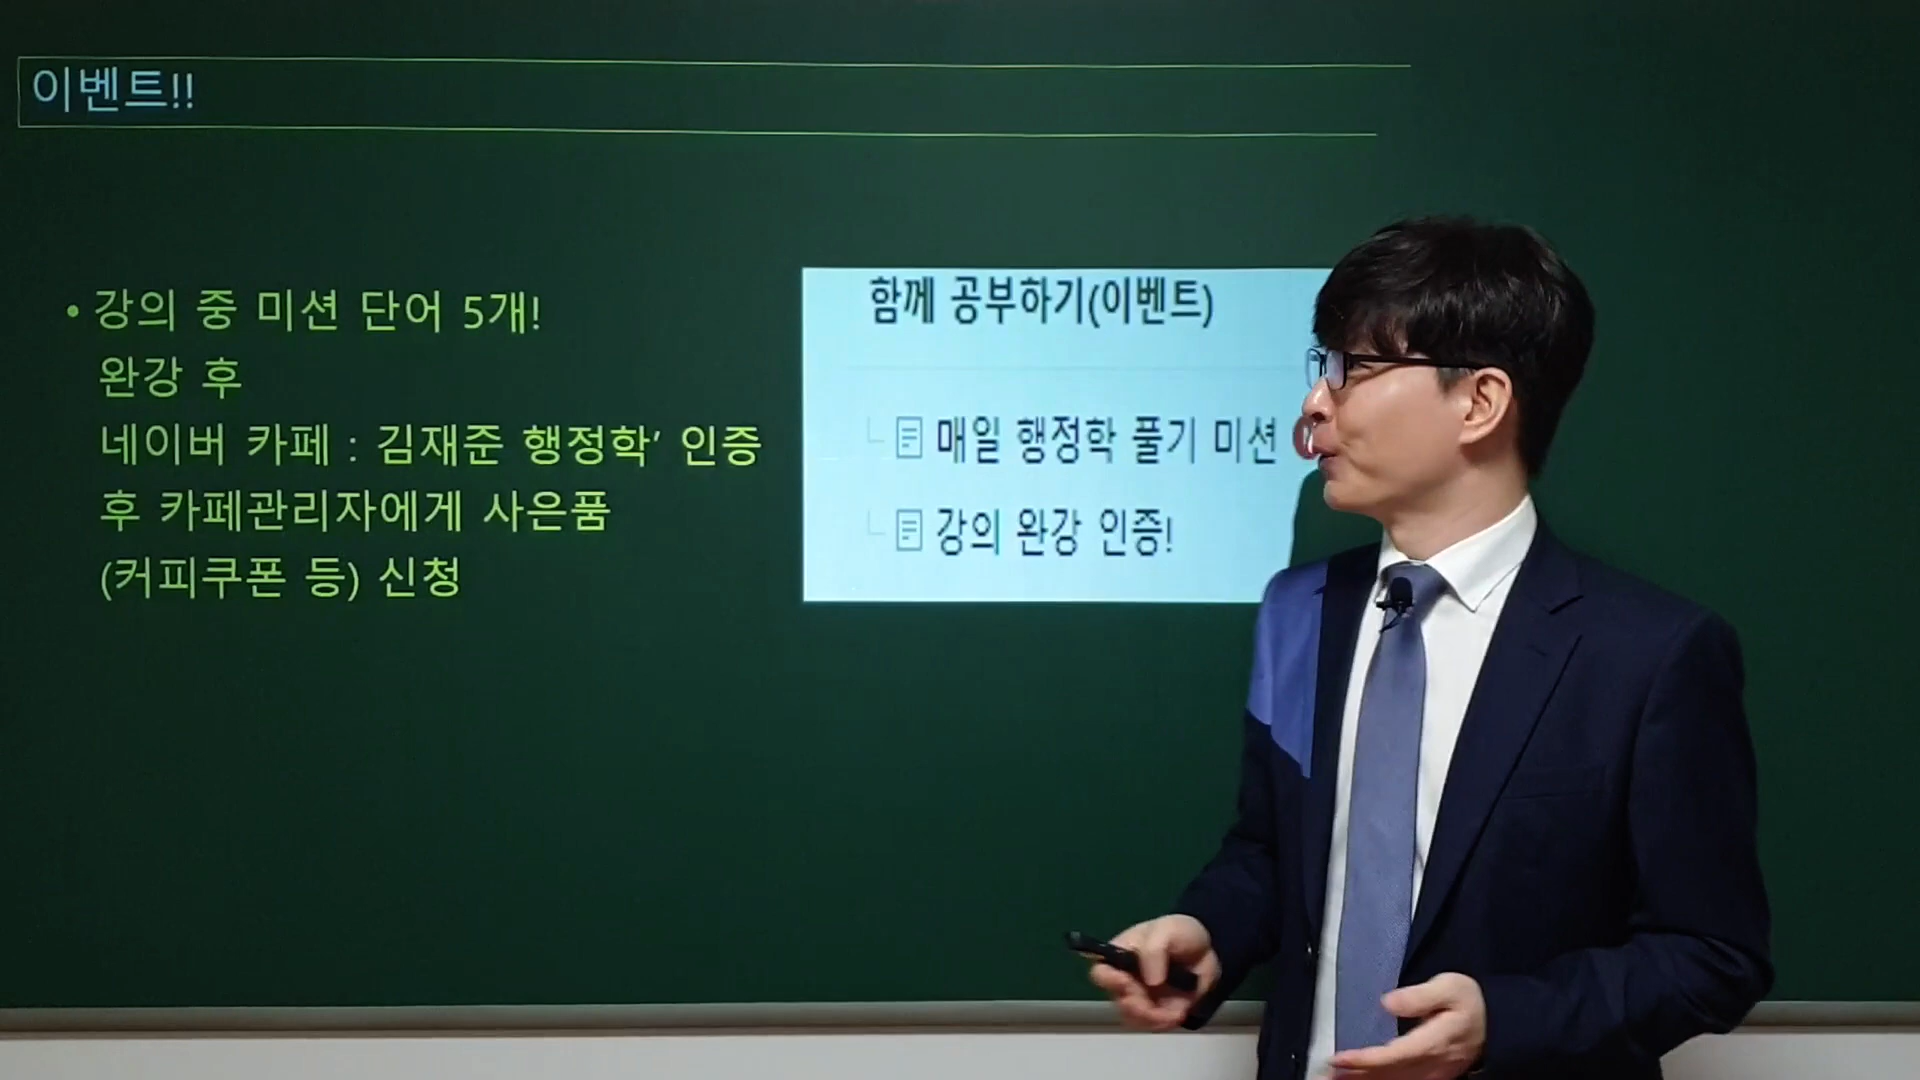 이벤트!!
• 강의 중 미션 단어 5개!
완강 후
네이버 카페 : 김재준 행정학’ 인증
후 카페관리자에게 사은품
(커피쿠폰 등) 신청
함께 공부하기(이벤트)
매일 행정학 풀기 미션
강의 완강 인증!